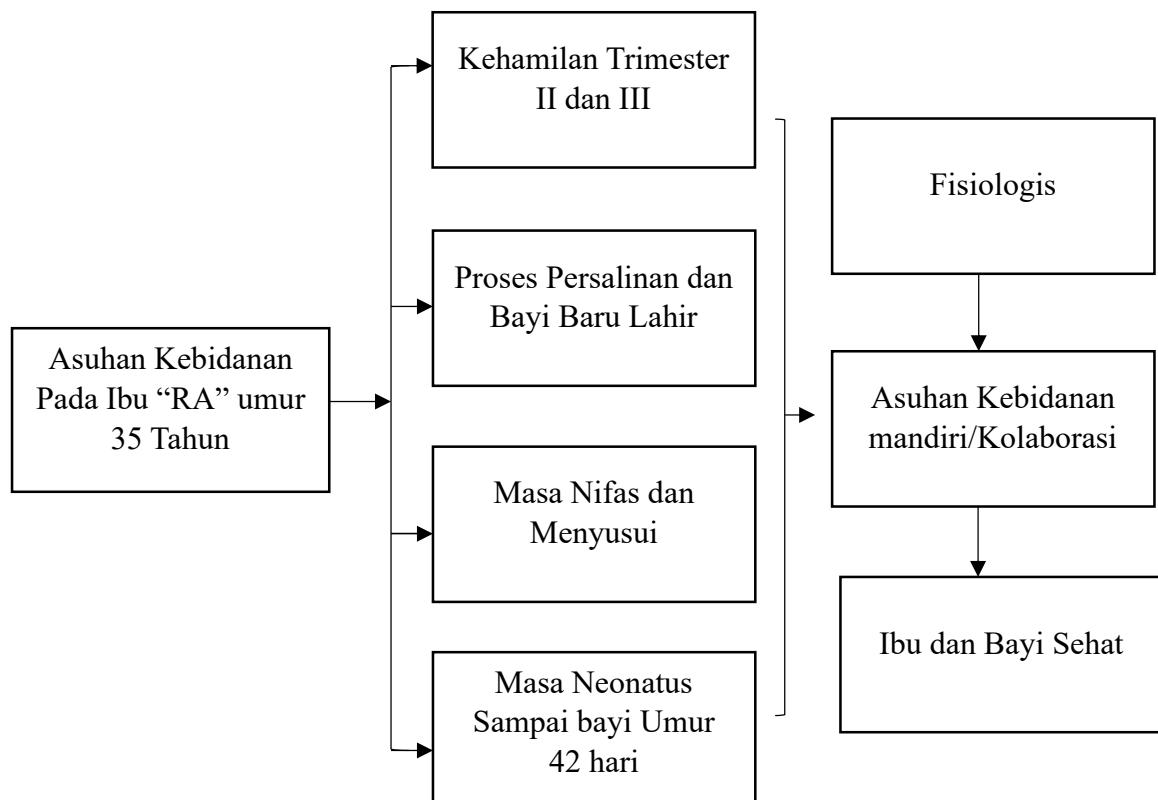 Asuhan Kebidanan
Pada Ibu “RA” umur
35 Tahun
Kehamilan Trimester
II dan III
Proses Persalinan dan
Bayi Baru Lahir
Masa Nifas dan
Menyusui
Masa Neonatus
Sampai bayi Umur
42 hari
Fisiologis
Asuhan Kebidanan
mandiri/Kolaborasi
Ibu dan Bayi Sehat